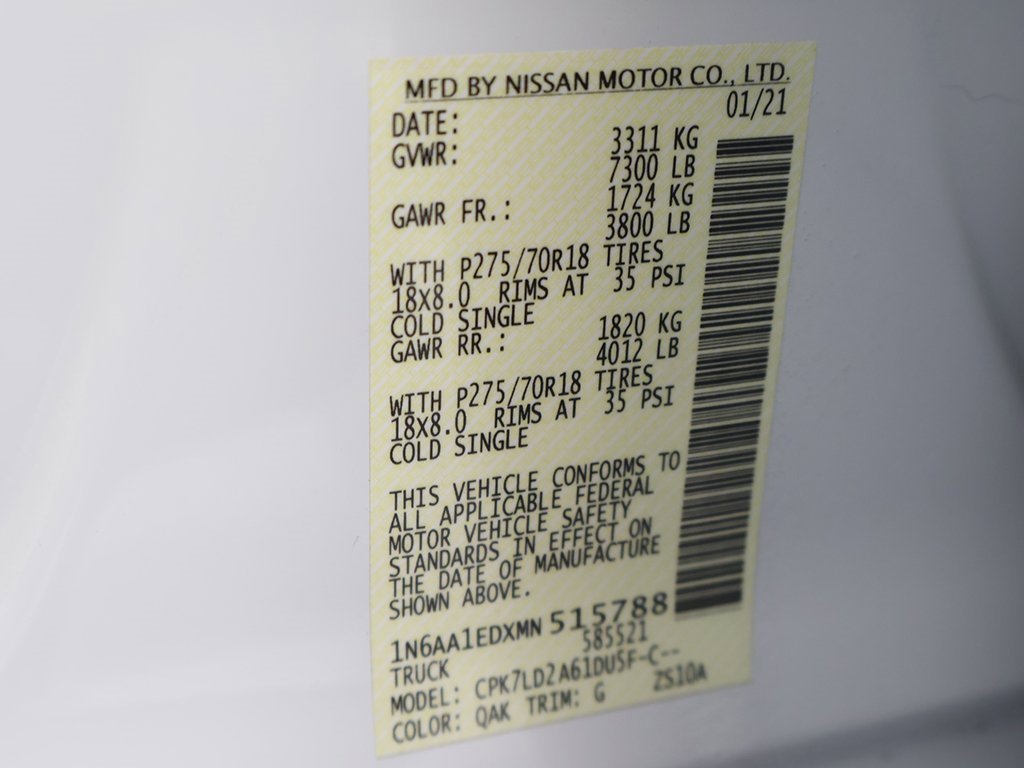 MFD BY NISSAN MOTOR CO., LTD.
DATE: 01/21
GVWR: 3311 KG
7300 LB
GAWR FR.: 1724 KG
3800 LB
WITH P275/70R18 TIRES
18X8.0 RIMS AT 35 PSI
COLD SINGLE
GAWR RR.: 1820 KG
4012 LB
WITH P275/70R18 TIRES
18X8.0 RIMS AT 35 PSI
COLD SINGLE
THIS VEHICLE CONFORMS TO
ALL APPLICABLE FEDERAL
MOTOR VEHICLE SAFETY
STANDARDS IN EFFECT ON
THE DATE OF MANUFACTURE
SHOWN ABOVE.
1N6AA1EDXMN515788
TRUCK 585521
MODEL: CPK7LD2A61DU5F-C--
COLOR: QAK TRIM: G ZS10A